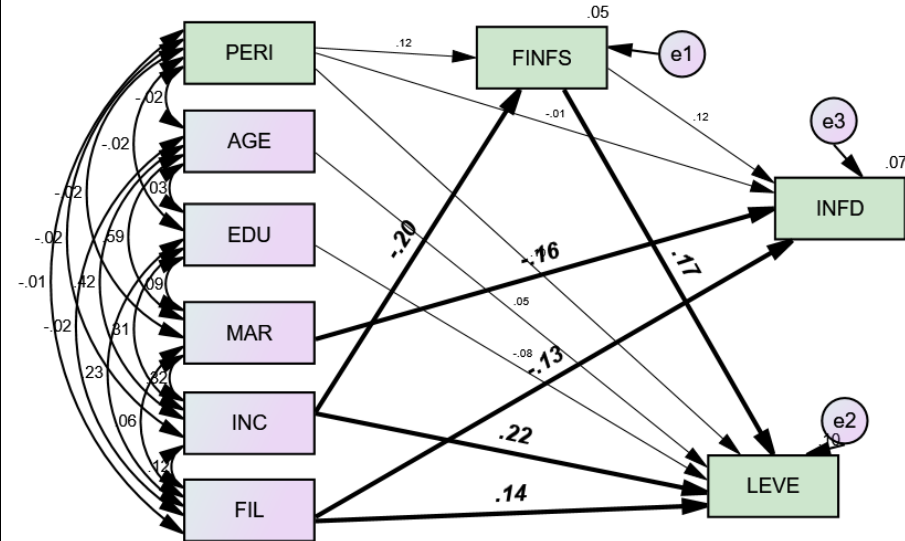 .05
PERI
.12
FINFS
e1
-.02
-.01
.12
e3
AGE
-.02
.07
-.02
03
INFD
EDU
-.20
-.02
.59
-.16
.17
-.01
.42
09
.05
-.02
31
MAR
-.08
-.13
23
.32
e2
06
INC
.22
.12
.14
LEVE
FIL